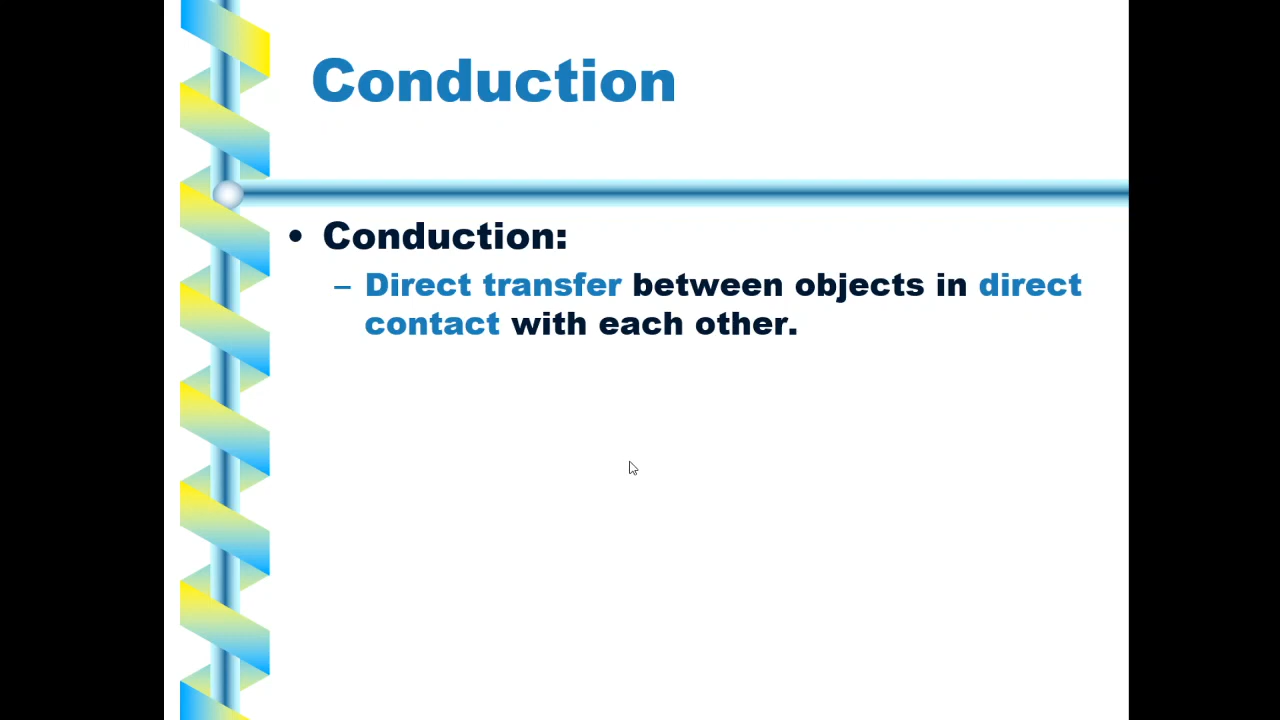 Conduction
• Conduction:
– Direct transfer between objects in direct
contact with each other.